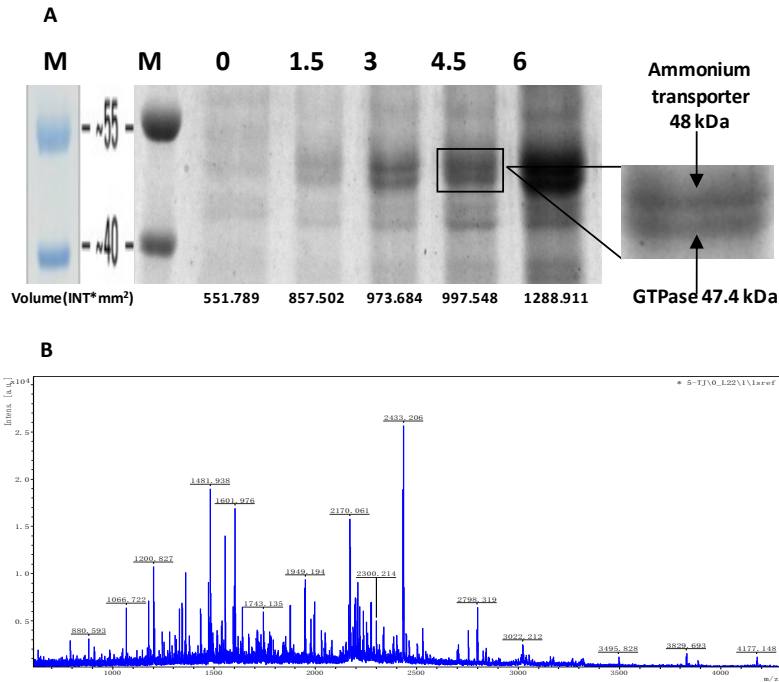 A
M M 0 1.5 3 4.5 6
Ammonium
transporter
48 kDa
~55
~40
Volume(INT*mm²) 551.789 857.502 973.684 997.548 1288.911
GTPase 47.4 kDa
B
Intens. [a.u.]
x10⁴
* 5-TJ\0_L22\1\1sref
2433.206
2.5
2.0
1481.938
1601.976
2170.061
1.5
1200.827
1949.194
2300.214
1.0
1066.722
1743.135
2798.319
880.593
0.5
3022.212
3495.828
3829.693
4177.148
1000 1500 2000 2500 3000 3500 4000
m/z